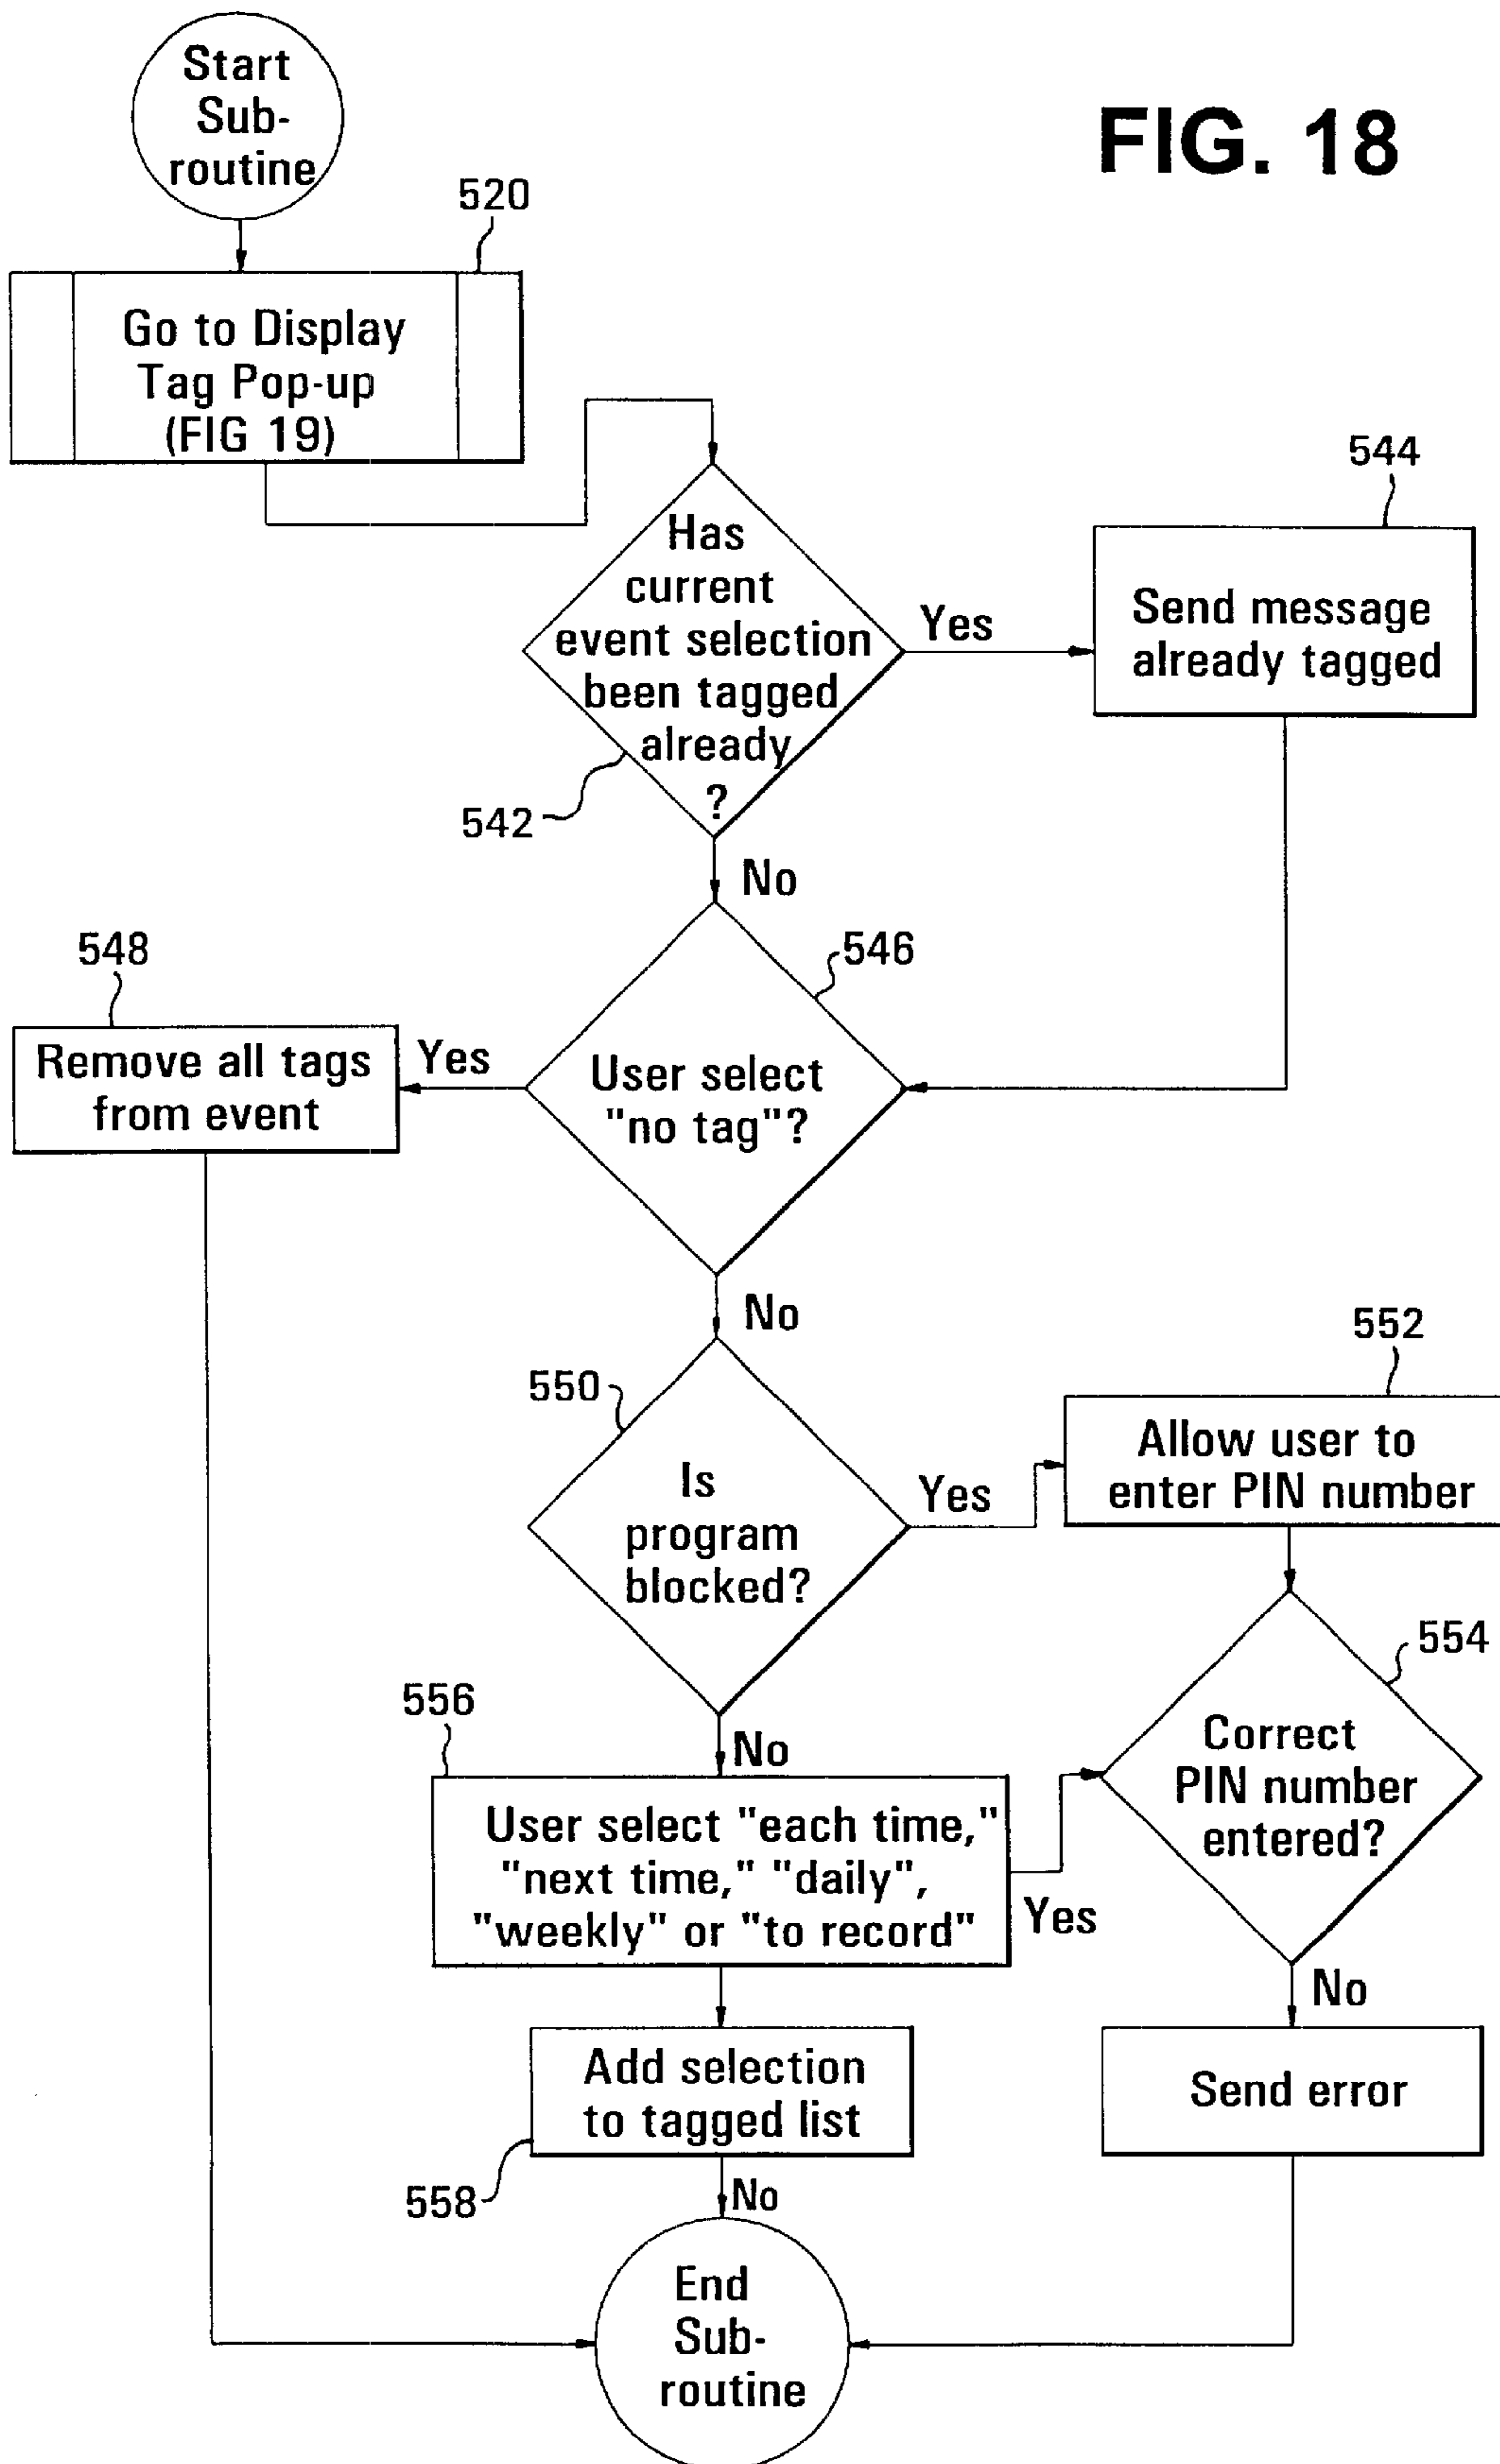 FIG. 18
Start
Sub-
routine
520
Go to Display
Tag Pop-up
(FIG 19)
Has
current
event selection
been tagged
already
?
542
Yes
544
Send message
already tagged
No
546
User select
"no tag"?
Yes
548
Remove all tags
from event
No
550
Is
program
blocked?
Yes
552
Allow user to
enter PIN number
554
Correct
PIN number
entered?
No
556
User select "each time,"
"next time," "daily",
"weekly" or "to record"
Yes
No
Send error
Add selection
to tagged list
558
No
End
Sub-
routine